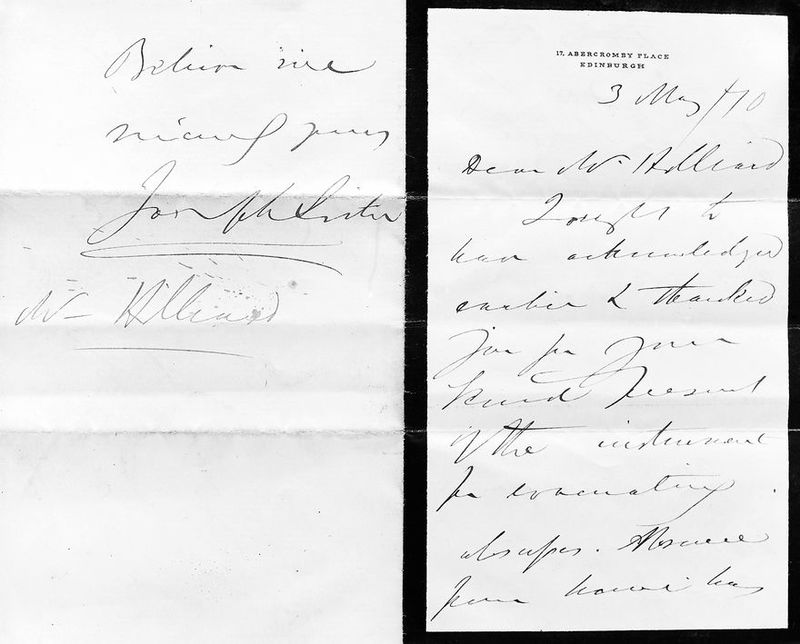 17, ABERCROMBY PLACE
EDINBURGH
3 May /70
Dear Mr Hilliard
I ought to
have acknowledged
earlier & thanked
you for your
kind present
of the instrument
for evacuating
abscesses. Absence
from home has
Believe me
sincerely yours
Joseph Lister
Mr Hilliard